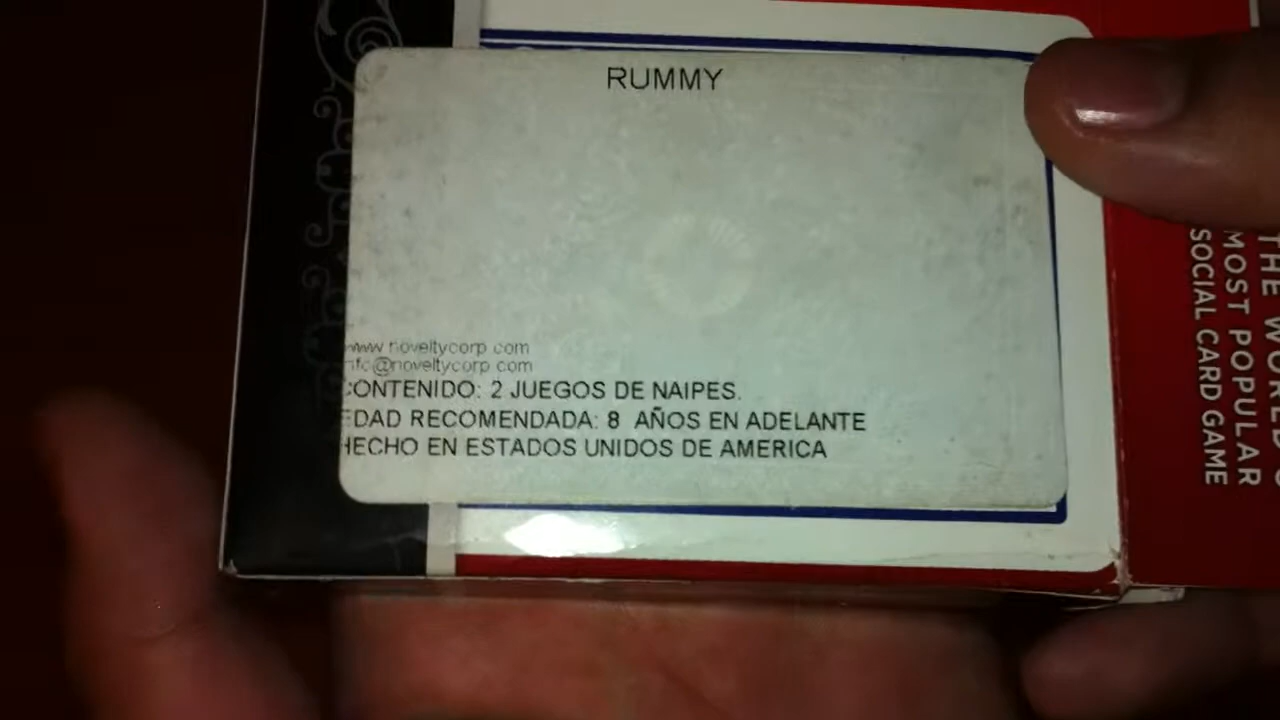 RUMMY
www noveltycorp com
nfo@noveltycorp com
CONTENIDO: 2 JUEGOS DE NAIPES.
EDAD RECOMENDADA: 8 AÑOS EN ADELANTE
HECHO EN ESTADOS UNIDOS DE AMERICA
THE WORLD'S
MOST POPULAR
SOCIAL CARD GAME